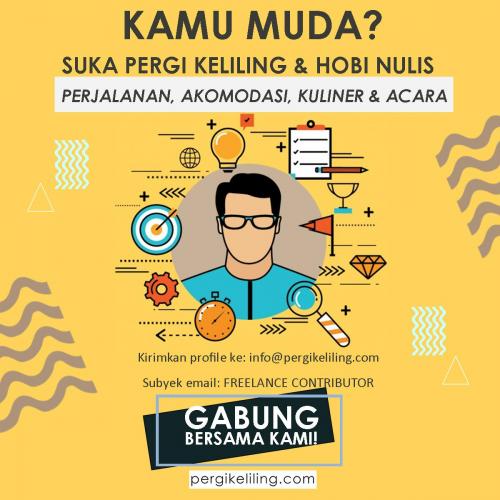 KAMU MUDA?
SUKA PERGI KELILING & HOBI NULIS
PERJALANAN, AKOMODASI, KULINER & ACARA
Kirimkan profile ke: info@pergikeliling.com
Subyek email: FREELANCE CONTRIBUTOR
GABUNG
BERSAMA KAMI!
pergikeliling.com